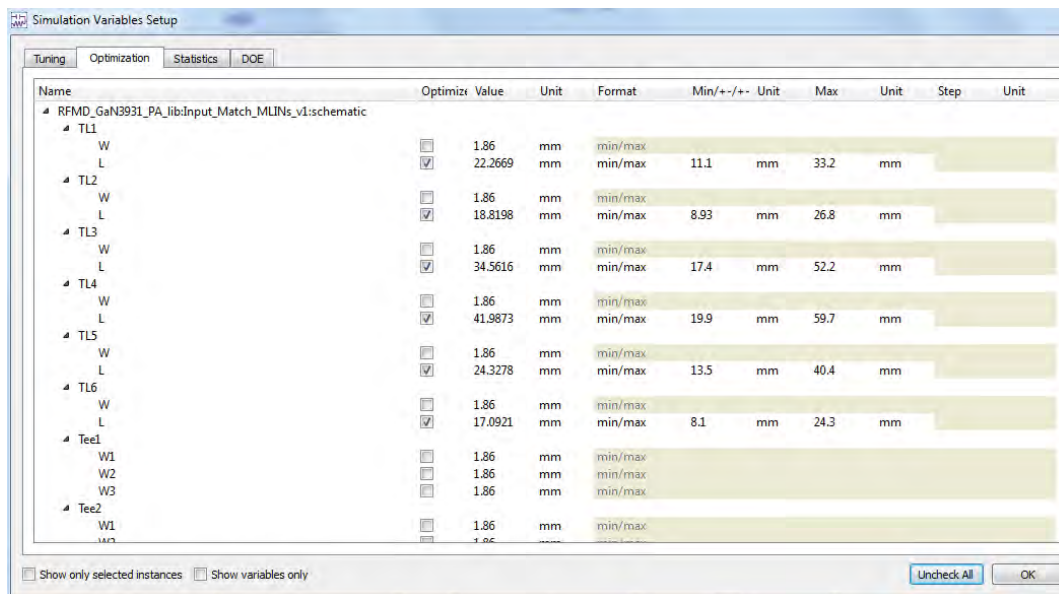 Simulation Variables Setup
Tuning Optimization Statistics DOE
Name Optimize Value Unit Format Min/+-/+- Unit Max Unit Step Unit
RFMD_GaN3931_PA_lib:Input_Match_MLINs_v1:schematic
TL1
W 1.86 mm min/max
L 22.2669 mm min/max 11.1 mm 33.2 mm
TL2
W 1.86 mm min/max
L 18.8198 mm min/max 8.93 mm 26.8 mm
TL3
W 1.86 mm min/max
L 34.5616 mm min/max 17.4 mm 52.2 mm
TL4
W 1.86 mm min/max
L 41.9873 mm min/max 19.9 mm 59.7 mm
TL5
W 1.86 mm min/max
L 24.3278 mm min/max 13.5 mm 40.4 mm
TL6
W 1.86 mm min/max
L 17.0921 mm min/max 8.1 mm 24.3 mm
Tee1
W1 1.86 mm min/max
W2 1.86 mm min/max
W3 1.86 mm min/max
Tee2
W1 1.86 mm min/max
Show only selected instances Show variables only Uncheck All OK